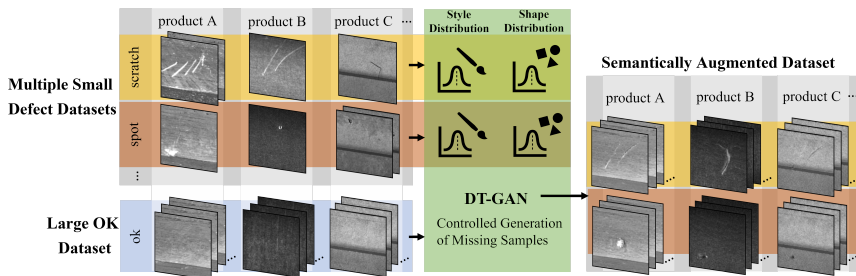 product A
product B
product C
...
Style
Distribution
Shape
Distribution
scratch
Multiple Small
Defect Datasets
spot
...
Large OK
Dataset
ok
...
...
...
DT-GAN
Controlled Generation
of Missing Samples
Semantically Augmented Dataset
product A
product B
product C
...
...
...
...
...
...
...
...